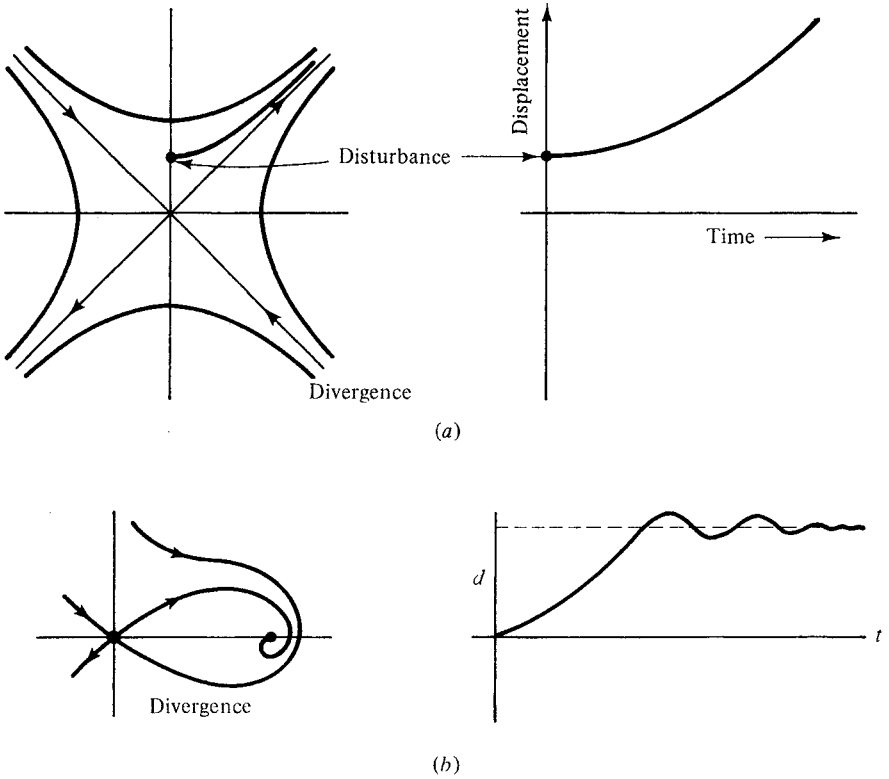 Displacement
Disturbance
Time
Divergence
(a)
d
t
Divergence
(b)